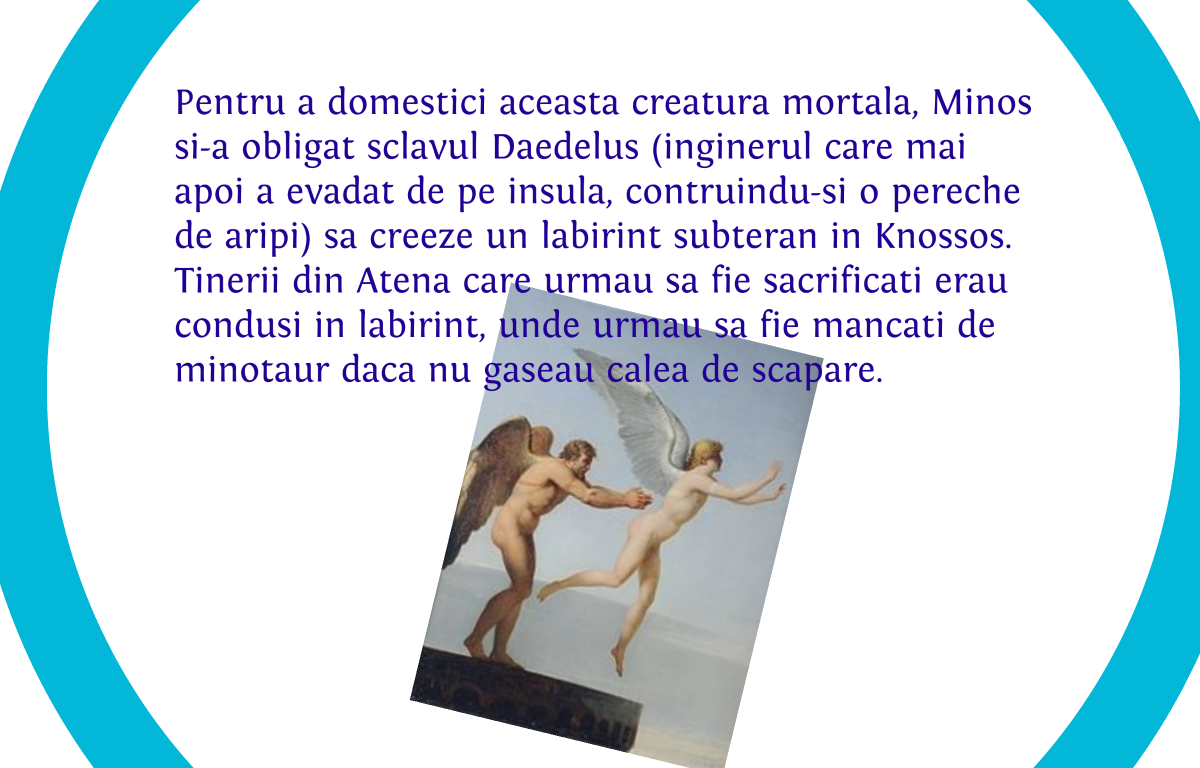 Pentru a domestici aceasta creatura mortala, Minos
si-a obligat sclavul Daedelus (inginerul care mai
apoi a evadat de pe insula, contruindu-si o pereche
de aripi) sa creeze un labirint subteran in Knossos.
Tinerii din Atena care urmau sa fie sacrificati erau
condusi in labirint, unde urmau sa fie mancati de
minotaur daca nu gaseau calea de scapare.